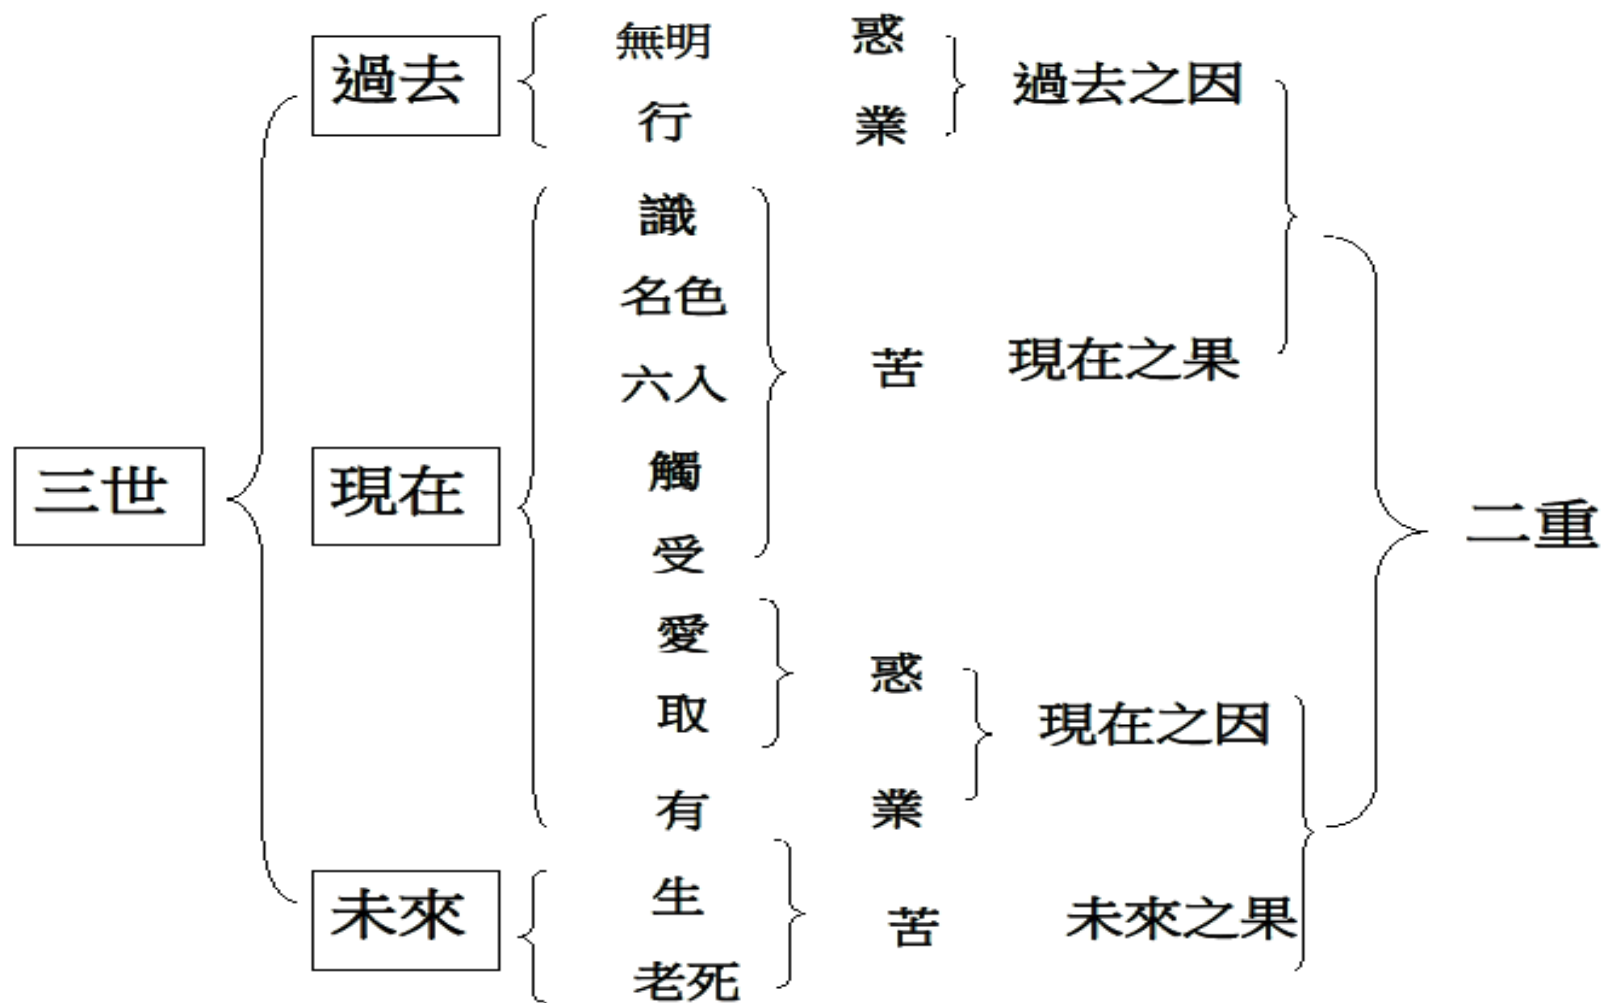 無明 惑
過去 過去之因
行 業
識
名色
六入 苦 現在之果
觸
三世 現在 二重
受
愛
惑
取 現在之因
有 業
生
未來 苦 未來之果
老死